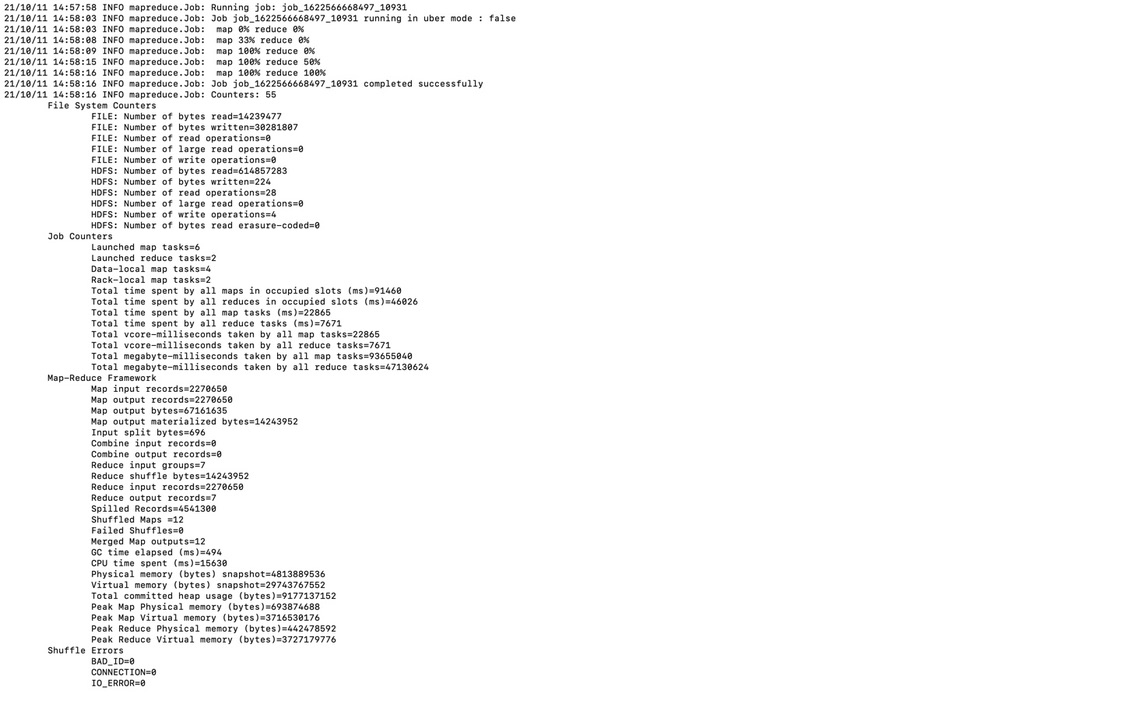 21/10/11 14:57:58 INFO mapreduce.Job: Running job: job_1622566668497_10931
21/10/11 14:58:03 INFO mapreduce.Job: Job job_1622566668497_10931 running in uber mode : false
21/10/11 14:58:03 INFO mapreduce.Job:  map 0% reduce 0%
21/10/11 14:58:08 INFO mapreduce.Job:  map 33% reduce 0%
21/10/11 14:58:09 INFO mapreduce.Job:  map 100% reduce 0%
21/10/11 14:58:15 INFO mapreduce.Job:  map 100% reduce 50%
21/10/11 14:58:16 INFO mapreduce.Job:  map 100% reduce 100%
21/10/11 14:58:16 INFO mapreduce.Job: Job job_1622566668497_10931 completed successfully
21/10/11 14:58:16 INFO mapreduce.Job: Counters: 55
File System Counters
FILE: Number of bytes read=14239477
FILE: Number of bytes written=30281807
FILE: Number of read operations=0
FILE: Number of large read operations=0
FILE: Number of write operations=0
HDFS: Number of bytes read=614857283
HDFS: Number of bytes written=224
HDFS: Number of read operations=28
HDFS: Number of large read operations=0
HDFS: Number of write operations=4
HDFS: Number of bytes read erasure-coded=0
Job Counters
Launched map tasks=6
Launched reduce tasks=2
Data-local map tasks=4
Rack-local map tasks=2
Total time spent by all maps in occupied slots (ms)=91460
Total time spent by all reduces in occupied slots (ms)=46026
Total time spent by all map tasks (ms)=22865
Total time spent by all reduce tasks (ms)=7671
Total vcore-milliseconds taken by all map tasks=22865
Total vcore-milliseconds taken by all reduce tasks=7671
Total megabyte-milliseconds taken by all map tasks=93655040
Total megabyte-milliseconds taken by all reduce tasks=47130624
Map-Reduce Framework
Map input records=2270650
Map output records=2270650
Map output bytes=67161635
Map output materialized bytes=14243952
Input split bytes=696
Combine input records=0
Combine output records=0
Reduce input groups=7
Reduce shuffle bytes=14243952
Reduce input records=2270650
Reduce output records=7
Spilled Records=4541300
Shuffled Maps =12
Failed Shuffles=0
Merged Map outputs=12
GC time elapsed (ms)=494
CPU time spent (ms)=15630
Physical memory (bytes) snapshot=4813889536
Virtual memory (bytes) snapshot=29743767552
Total committed heap usage (bytes)=9177137152
Peak Map Physical memory (bytes)=693874688
Peak Map Virtual memory (bytes)=3716530176
Peak Reduce Physical memory (bytes)=442478592
Peak Reduce Virtual memory (bytes)=3727179776
Shuffle Errors
BAD_ID=0
CONNECTION=0
IO_ERROR=0